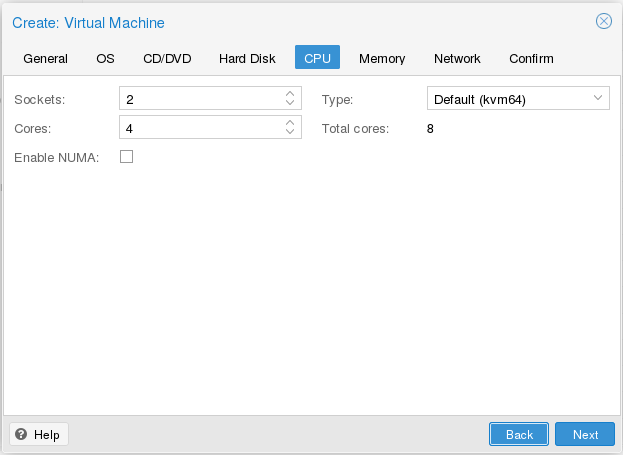 Create: Virtual Machine
General OS CD/DVD Hard Disk CPU Memory Network Confirm
Sockets: 2 Type: Default (kvm64)
Cores: 4 Total cores: 8
Enable NUMA:
Help Back Next